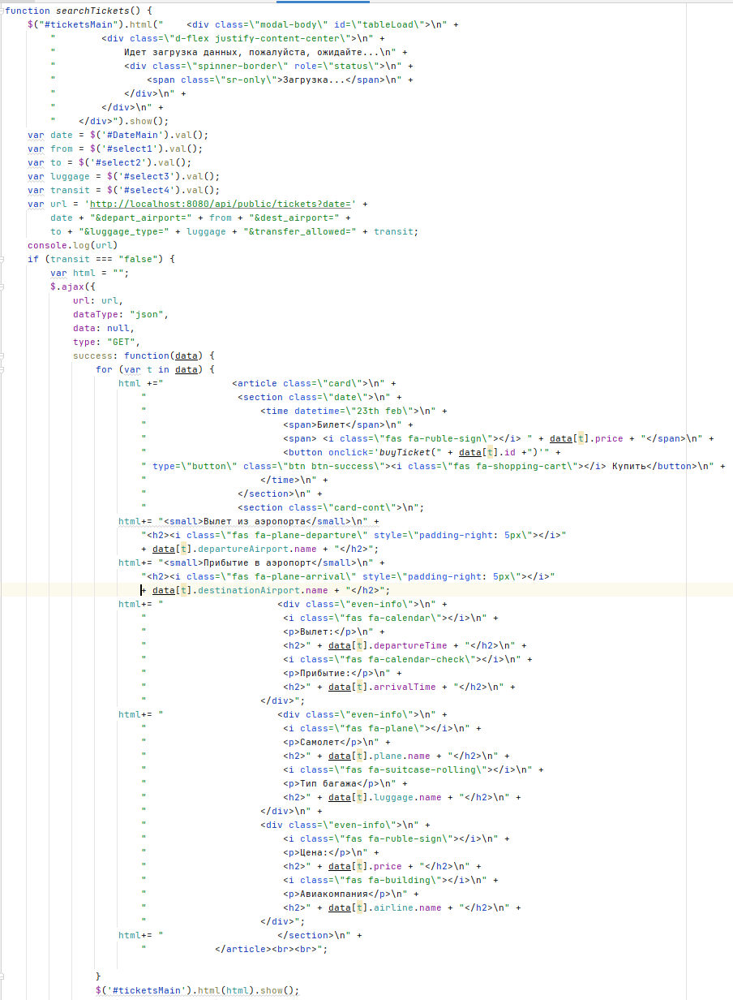 function searchTickets() {
$("#ticketsMain").html("    <div class=\"modal-body\" id=\"tableLoad\">\n" +
"        <div class=\"d-flex justify-content-center\">\n" +
"            Идет загрузка данных, пожалуйста, ожидайте...\n" +
"            <div class=\"spinner-border\" role=\"status\">\n" +
"                <span class=\"sr-only\">Загрузка...</span>\n" +
"            </div>\n" +
"        </div>\n" +
"    </div>").show();
var date = $('#DateMain').val();
var from = $('#select1').val();
var to = $('#select2').val();
var luggage = $('#select3').val();
var transit = $('#select4').val();
var url = 'http://localhost:8080/api/public/tickets?date=' +
date + "&depart_airport=" + from + "&dest_airport=" +
to + "&luggage_type=" + luggage + "&transfer_allowed=" + transit;
console.log(url)
if (transit === "false") {
var html = "";
$.ajax({
url: url,
dataType: "json",
data: null,
type: "GET",
success: function(data) {
for (var t in data) {
html +="            <article class=\"card\">\n" +
"                <section class=\"date\">\n" +
"                    <time datetime=\"23th feb\">\n" +
"                        <span>Билет</span>\n" +
"                        <span> <i class=\"fas fa-ruble-sign\"></i> " + data[t].price + "</span>\n" +
"                        <button onclick='buyTicket(" + data[t].id +")'" +
" type=\"button\" class=\"btn btn-success\"><i class=\"fas fa-shopping-cart\"></i> Купить</button>\n" +
"                    </time>\n" +
"                </section>\n" +
"                <section class=\"card-cont\">\n";
html+= "<small>Вылет из аэропорта</small>\n" +
"<h2><i class=\"fas fa-plane-departure\" style=\"padding-right: 5px\"></i>"
+ data[t].departureAirport.name + "</h2>";
html+= "<small>Прибытие в аэропорт</small>\n" +
"<h2><i class=\"fas fa-plane-arrival\" style=\"padding-right: 5px\"></i>"
+ data[t].destinationAirport.name + "</h2>";
html+= "                    <div class=\"even-info\">\n" +
"                        <i class=\"fas fa-calendar\"></i>\n" +
"                        <p>Вылет:</p>\n" +
"                        <h2>" + data[t].departureTime + "</h2>\n" +
"                        <i class=\"fas fa-calendar-check\"></i>\n" +
"                        <p>Прибытие:</p>\n" +
"                        <h2>" + data[t].arrivalTime + "</h2>\n" +
"                    </div>";
html+= "                    <div class=\"even-info\">\n" +
"                        <i class=\"fas fa-plane\"></i>\n" +
"                        <p>Самолет</p>\n" +
"                        <h2>" + data[t].plane.name + "</h2>\n" +
"                        <i class=\"fas fa-suitcase-rolling\"></i>\n" +
"                        <p>Тип багажа</p>\n" +
"                        <h2>" + data[t].luggage.name + "</h2>\n" +
"                    </div>\n" +
"                    <div class=\"even-info\">\n" +
"                        <i class=\"fas fa-ruble-sign\"></i>\n" +
"                        <p>Цена:</p>\n" +
"                        <h2>" + data[t].price + "</h2>\n" +
"                        <i class=\"fas fa-building\"></i>\n" +
"                        <p>Авиакомпания</p>\n" +
"                        <h2>" + data[t].airline.name + "</h2>\n" +
"                    </div>";
html+= "                    </section>\n" +
"            </article><br><br>";
}
$('#ticketsMain').html(html).show();